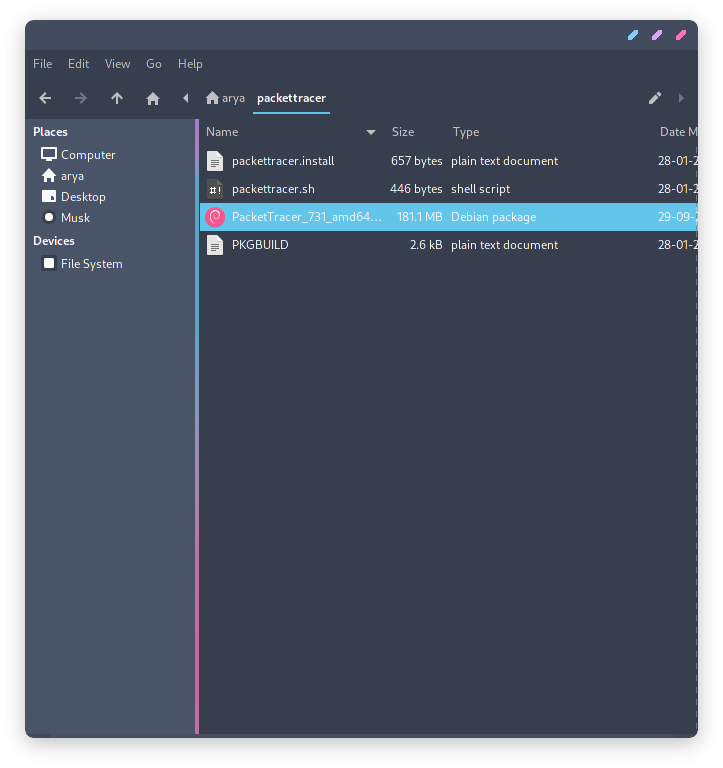 File Edit View Go Help
arya packettracer
Places
Computer
arya
Desktop
Musk
Devices
File System
Name Size Type Date M
packettracer.install 657 bytes plain text document 28-01-2
packettracer.sh 446 bytes shell script 28-01-2
PacketTracer_731_amd64... 181.1 MB Debian package 29-09-2
PKGBUILD 2.6 kB plain text document 28-01-2